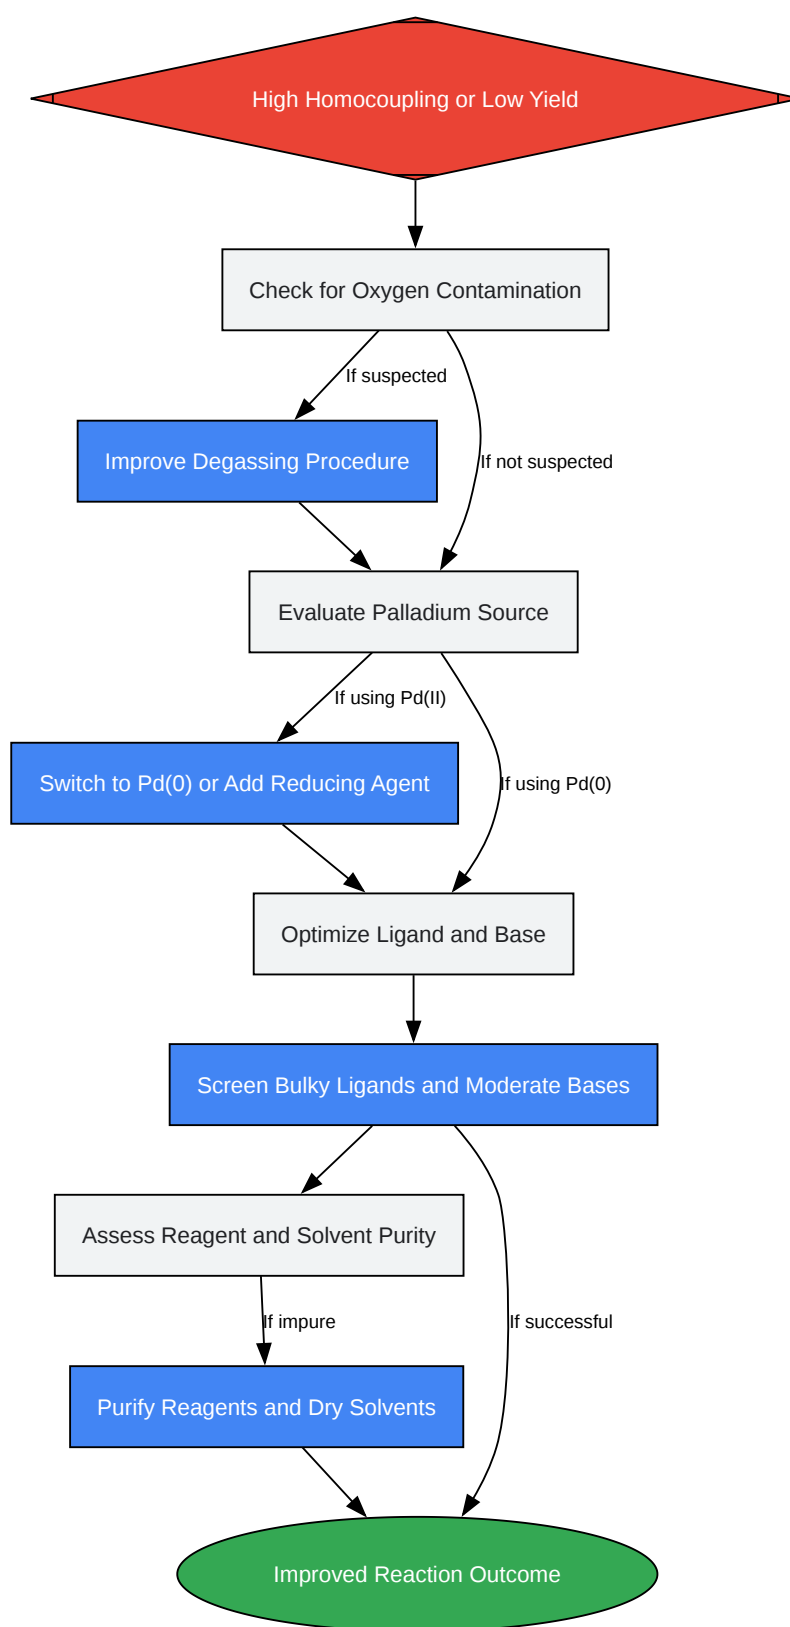 High Homocoupling or Low Yield
Check for Oxygen Contamination
If suspected
Improve Degassing Procedure
If not suspected
Evaluate Palladium Source
If using Pd(II)
Switch to Pd(0) or Add Reducing Agent
If using Pd(0)
Optimize Ligand and Base
Screen Bulky Ligands and Moderate Bases
Assess Reagent and Solvent Purity
If impure
If successful
Purify Reagents and Dry Solvents
Improved Reaction Outcome